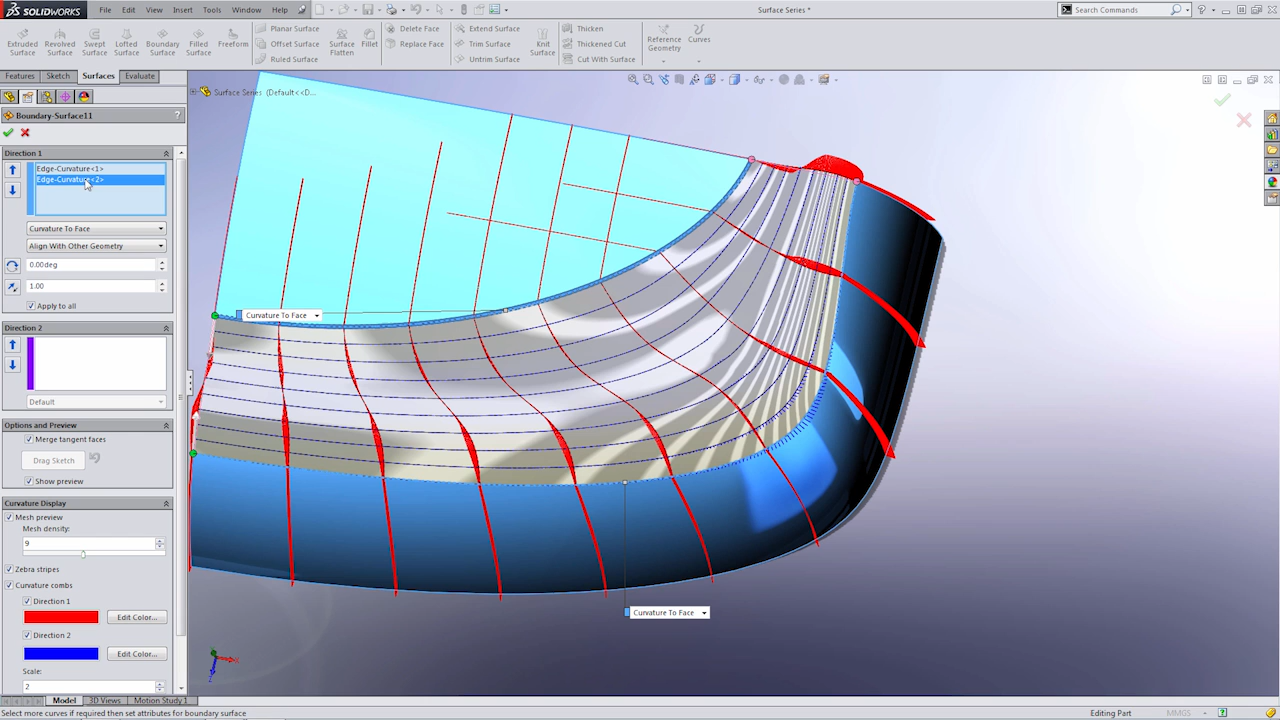 SOLIDWORKS File Edit View Insert Tools Window Help Surface Series * Search Commands
Extruded Surface
Revolved Surface
Swept Surface
Lofted Surface
Boundary Surface
Filled Surface
Freeform
Planar Surface
Offset Surface
Ruled Surface
Surface Flatten
Fillet
Delete Face
Replace Face
Extend Surface
Trim Surface
Untrim Surface
Knit Surface
Thicken
Thickened Cut
Cut With Surface
Reference Geometry
Curves
Features Sketch Surfaces Evaluate
Surface Series (Default<<D...
Boundary-Surface11 ?
Direction 1
Edge-Curvature<1>
Edge-Curvature<2>
Curvature To Face
Align With Other Geometry
0.00deg
1.00
Apply to all
Direction 2
Default
Options and Preview
Merge tangent faces
Drag Sketch
Show preview
Curvature Display
Mesh preview
Mesh density:
9
Zebra stripes
Curvature combs
Direction 1
Edit Color...
Direction 2
Edit Color...
Scale:
2
Curvature To Face
Curvature To Face
Model 3D Views Motion Study 1
Select more curves if required then set attributes for boundary surface Editing Part MMGS